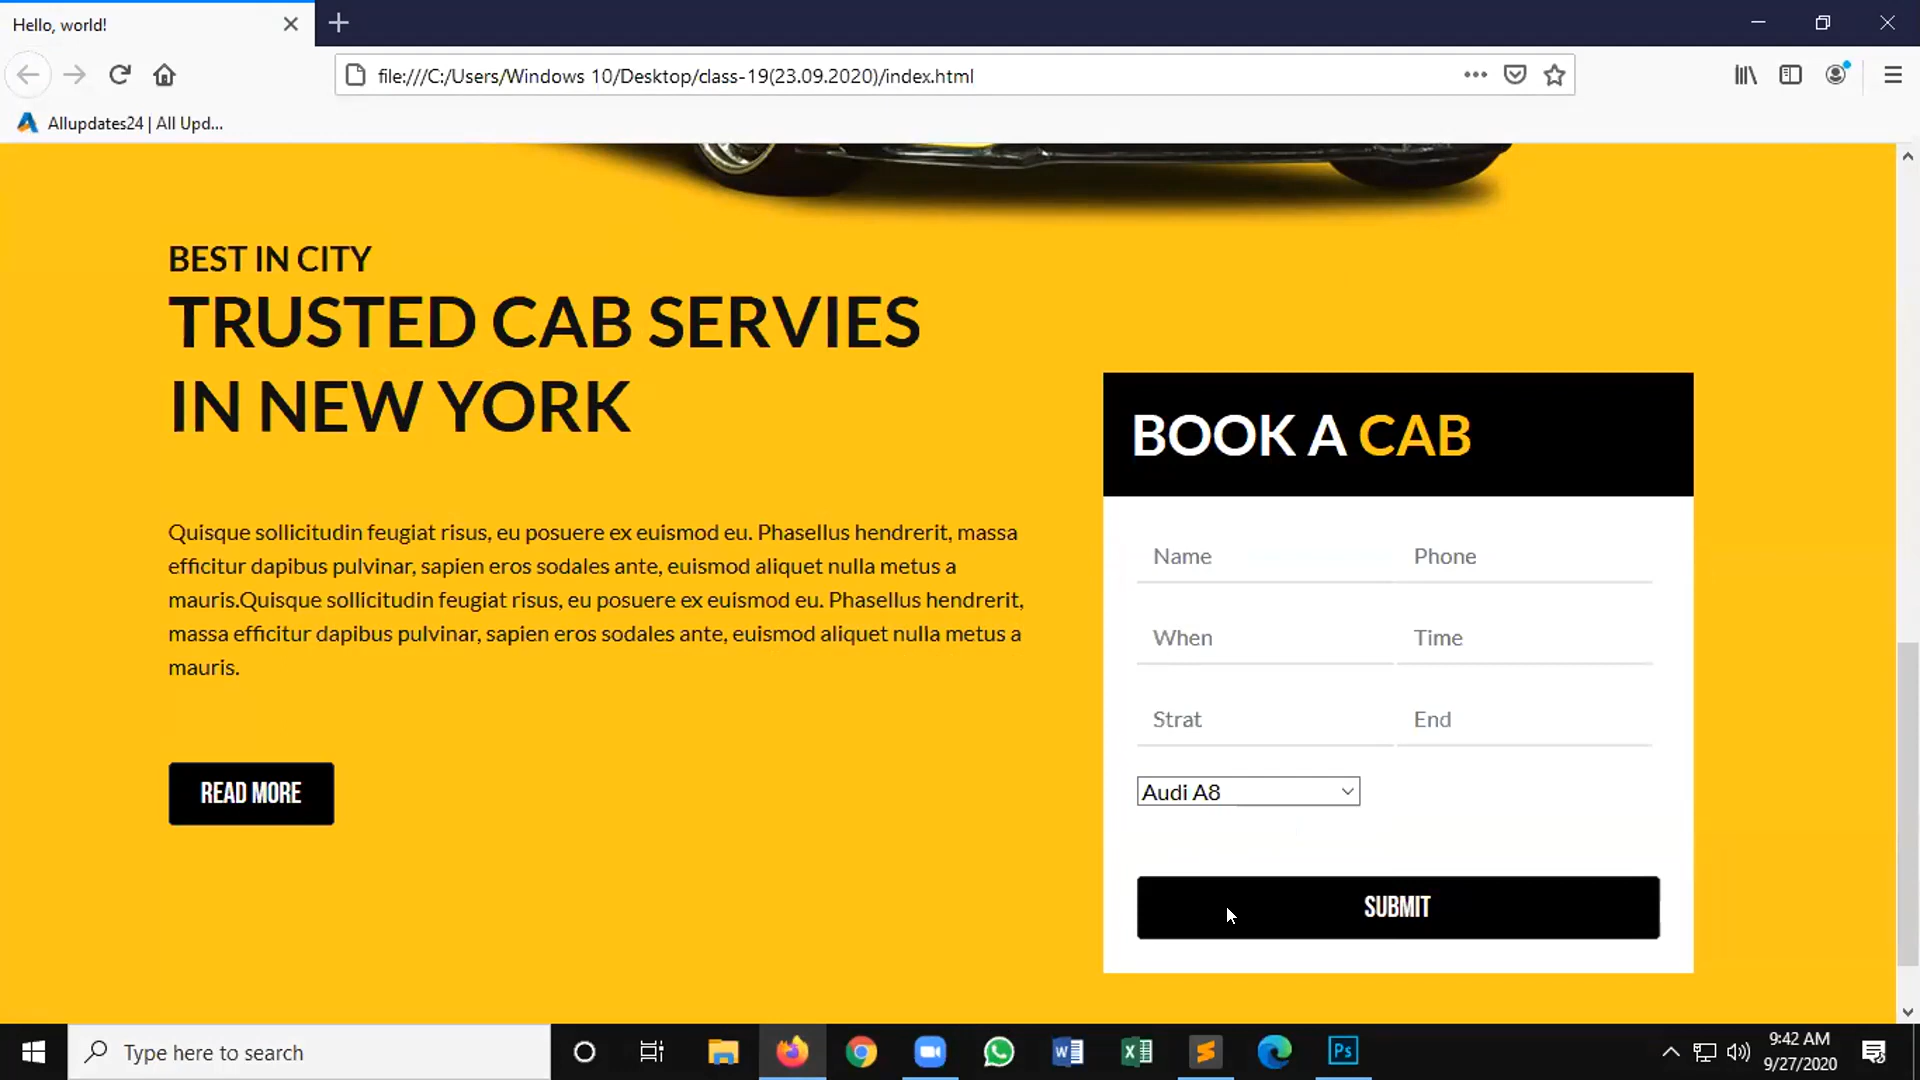 Hello, world!
file:///C:/Users/Windows 10/Desktop/class-19(23.09.2020)/index.html
Allupdates24 | All Upd...
BEST IN CITY
TRUSTED CAB SERVIES
IN NEW YORK
Quisque sollicitudin feugiat risus, eu posuere ex euismod eu. Phasellus hendrerit, massa
efficitur dapibus pulvinar, sapien eros sodales ante, euismod aliquet nulla metus a
mauris.Quisque sollicitudin feugiat risus, eu posuere ex euismod eu. Phasellus hendrerit,
massa efficitur dapibus pulvinar, sapien eros sodales ante, euismod aliquet nulla metus a
mauris.
READ MORE
BOOK A CAB
Name Phone
When Time
Strat End
Audi A8
SUBMIT
Type here to search
9:42 AM
9/27/2020